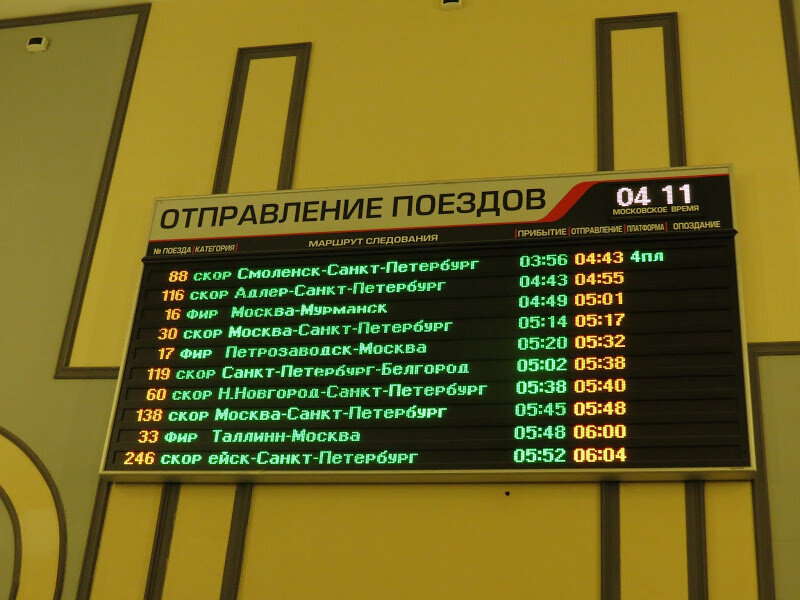 ОТПРАВЛЕНИЕ ПОЕЗДОВ 04 11
МОСКОВСКОЕ ВРЕМЯ
№ ПОЕЗДА КАТЕГОРИЯ МАРШРУТ СЛЕДОВАНИЯ ПРИБЫТИЕ ОТПРАВЛЕНИЕ ПЛАТФОРМА ОПОЗДАНИЕ
88 скор Смоленск-Санкт-Петербург 03:56 04:43 4пл
116 скор Адлер-Санкт-Петербург 04:43 04:55
16 Фир Москва-Мурманск 04:49 05:01
30 скор Москва-Санкт-Петербург 05:14 05:17
17 Фир Петрозаводск-Москва 05:20 05:32
119 скор Санкт-Петербург-Белгород 05:02 05:38
60 скор Н.Новгород-Санкт-Петербург 05:38 05:40
138 скор Москва-Санкт-Петербург 05:45 05:48
33 Фир Таллинн-Москва 05:48 06:00
246 скор ейск-Санкт-Петербург 05:52 06:04